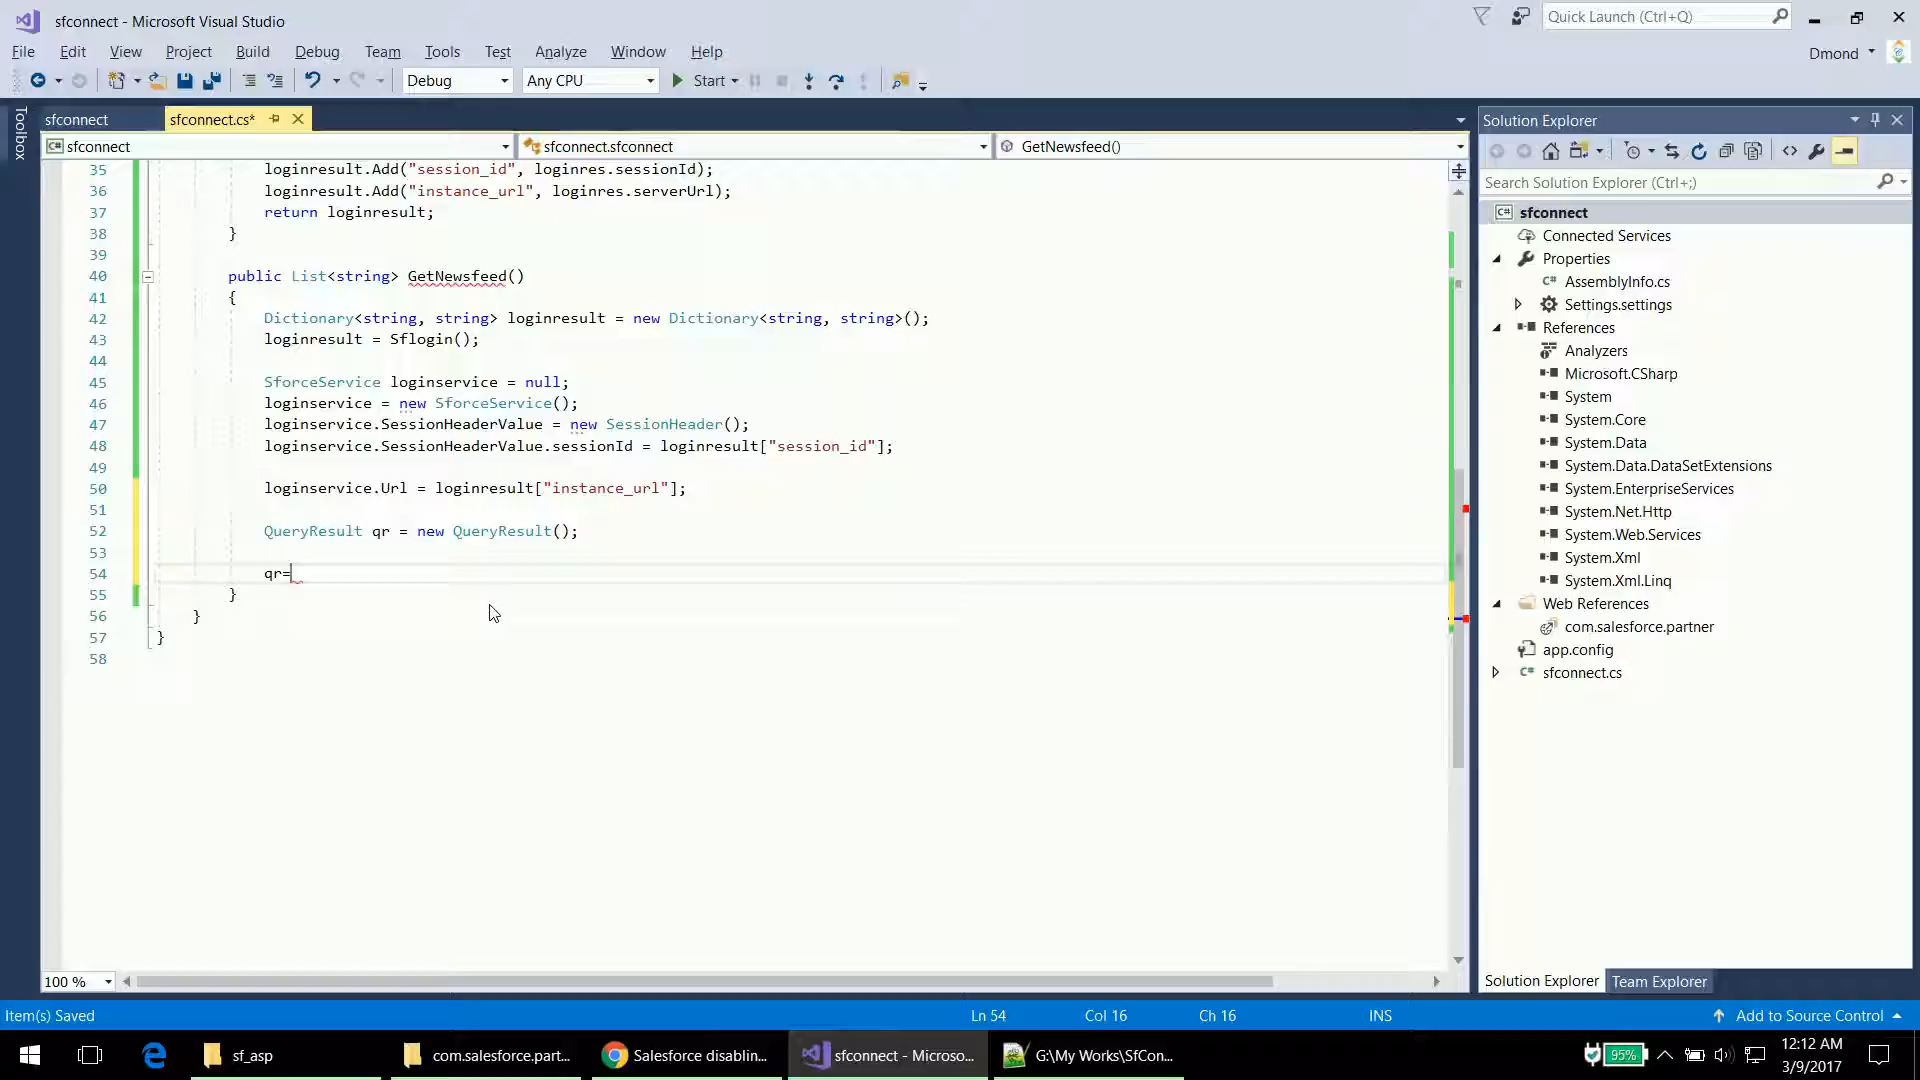 sfconnect - Microsoft Visual Studio
Quick Launch (Ctrl+Q)
File Edit View Project Build Debug Team Tools Test Analyze Window Help
Dmond
Debug Any CPU Start
Toolbox
sfconnect sfconnect.cs*
sfconnect sfconnect.sfconnect GetNewsfeed()
35 loginresult.Add("session_id", loginres.sessionId);
36 loginresult.Add("instance_url", loginres.serverUrl);
37 return loginresult;
38 }
39
40 public List<string> GetNewsfeed()
41 {
42 Dictionary<string, string> loginresult = new Dictionary<string, string>();
43 loginresult = Sflogin();
44
45 SforceService loginservice = null;
46 loginservice = new SforceService();
47 loginservice.SessionHeaderValue = new SessionHeader();
48 loginservice.SessionHeaderValue.sessionId = loginresult["session_id"];
49
50 loginservice.Url = loginresult["instance_url"];
51
52 QueryResult qr = new QueryResult();
53
54 qr=
55 }
56 }
57 }
58
100 %
Solution Explorer
Search Solution Explorer (Ctrl+;)
C# sfconnect
Connected Services
Properties
C# AssemblyInfo.cs
Settings.settings
References
Analyzers
Microsoft.CSharp
System
System.Core
System.Data
System.Data.DataSetExtensions
System.EnterpriseServices
System.Net.Http
System.Web.Services
System.Xml
System.Xml.Linq
Web References
com.salesforce.partner
app.config
C# sfconnect.cs
Solution Explorer Team Explorer
Item(s) Saved Ln 54 Col 16 Ch 16 INS Add to Source Control
sf_asp com.salesforce.part... Salesforce disablin... sfconnect - Microso... G:\My Works\SfCon...
95%
12:12 AM
3/9/2017